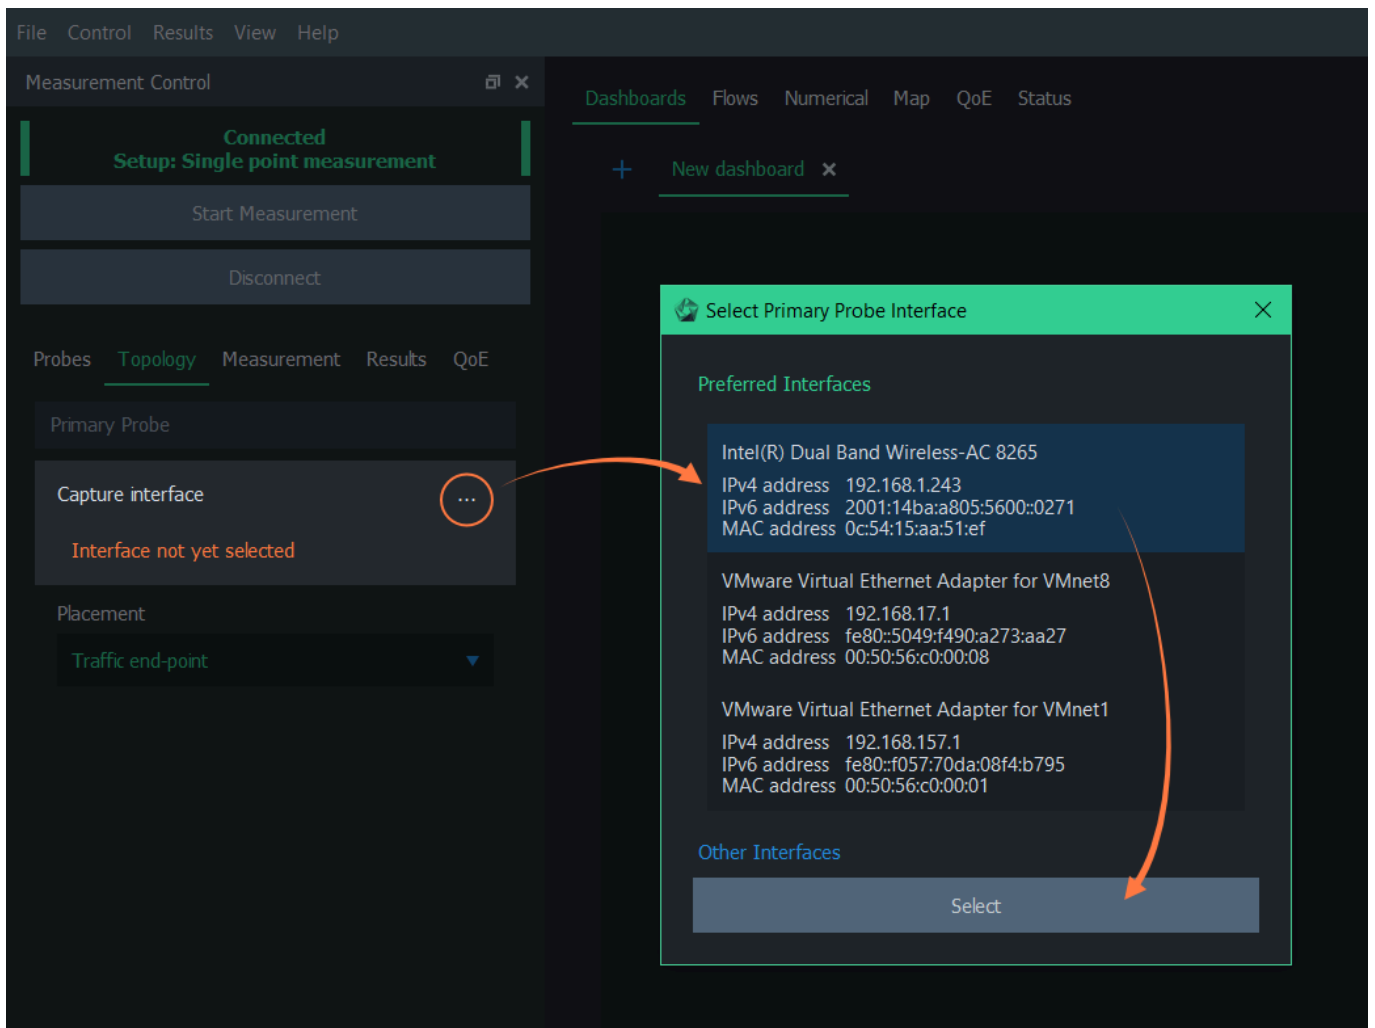 File Control Results View Help
Measurement Control
Connected
Setup: Single point measurement
Start Measurement
Disconnect
Probes Topology Measurement Results QoE
Primary Probe
Capture interface ...
Interface not yet selected
Placement
Traffic end-point
Dashboards Flows Numerical Map QoE Status
+ New dashboard
Select Primary Probe Interface
Preferred Interfaces
Intel(R) Dual Band Wireless-AC 8265
IPv4 address 192.168.1.243
IPv6 address 2001:14ba:a805:5600::0271
MAC address 0c:54:15:aa:51:ef
VMware Virtual Ethernet Adapter for VMnet8
IPv4 address 192.168.17.1
IPv6 address fe80::5049:f490:a273:aa27
MAC address 00:50:56:c0:00:08
VMware Virtual Ethernet Adapter for VMnet1
IPv4 address 192.168.157.1
IPv6 address fe80::f057:70da:08f4:b795
MAC address 00:50:56:c0:00:01
Other Interfaces
Select